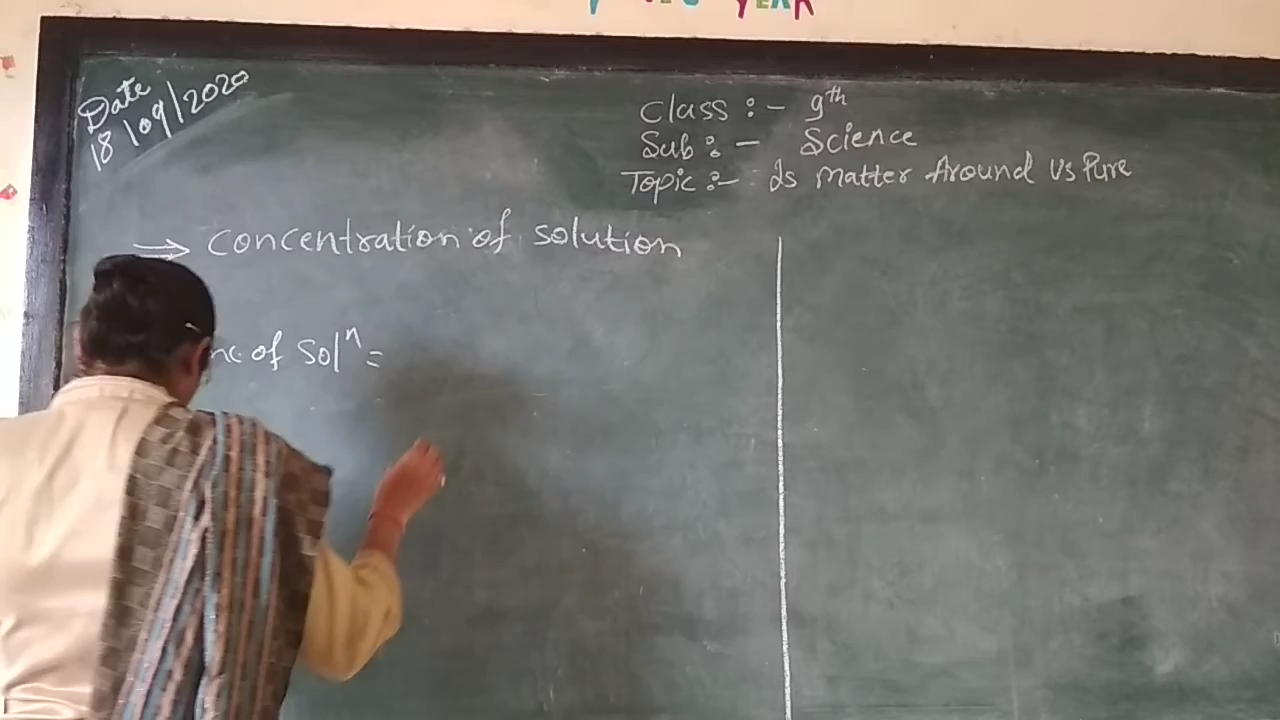 YEAR
Date
18/09/2020
Class :- 9th
Sub :- Science
Topic :- Is Matter Around Us Pure
⇒ Concentration of solution
nc of Solⁿ =